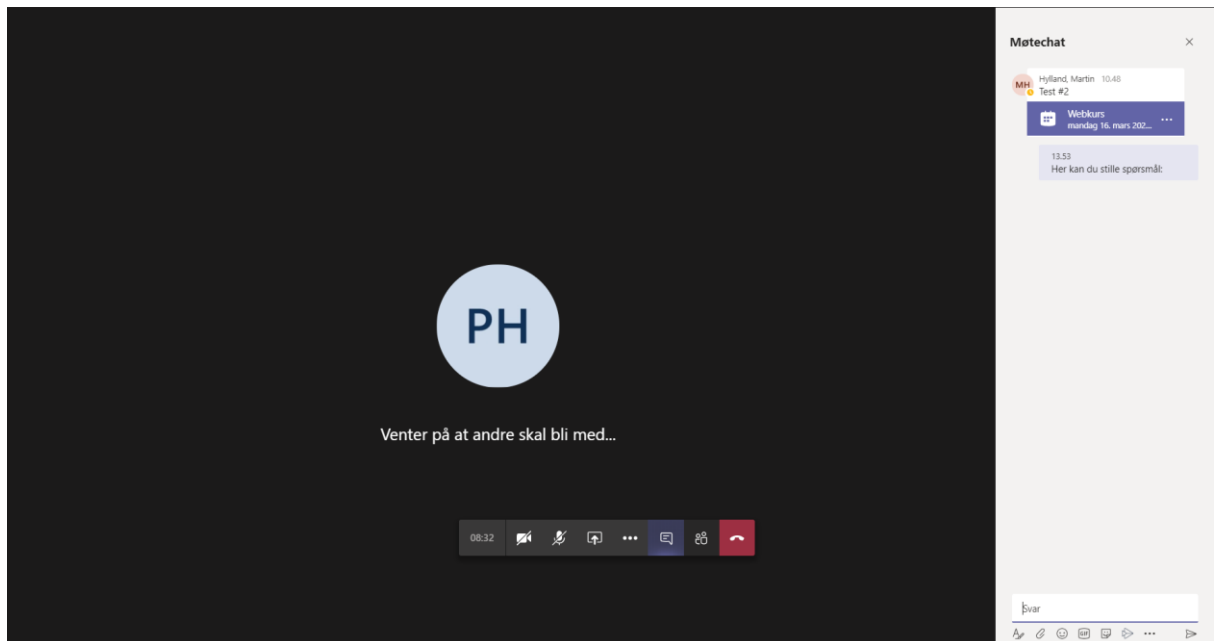 PH
Venter på at andre skal bli med...
08:32
Møtechat
MH
Hylland, Martin 10.48
Test #2
Webkurs
mandag 16. mars 202...
13.53
Her kan du stille spørsmål:
Svar
GIF